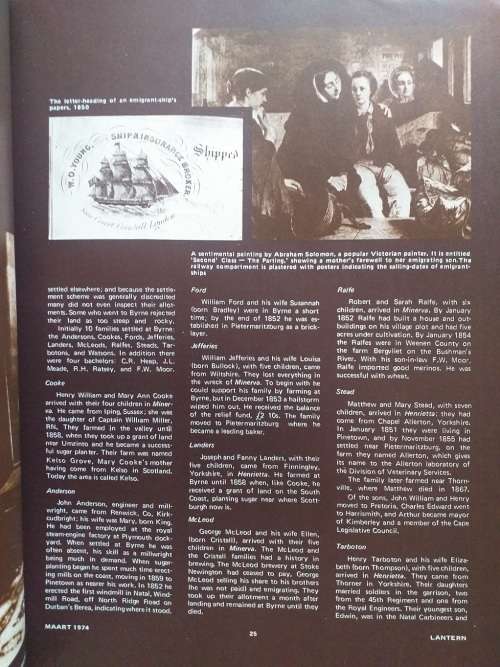 The letter-heading of an emigrant-ship's
papers, 1850
W.O. YOUNG, SHIP & INSURANCE BROKER
Sun Court Cornhill London
Shipped
A sentimental painting by Abraham Solomon, a popular Victorian painter. It is entitled
'Second' Class – The Parting,' showing a mother's farewell to her emigrating son. The
railway compartment is plastered with posters indicating the sailing-dates of emigrant-
ships
settled elsewhere; and because the settle-
ment scheme was generally discredited
many did not even inspect their allot-
ments. Some who went to Byrne rejected
their land as too steep and rocky.
Initially 10 families settled at Byrne:
the Andersons, Cookes, Fords, Jefferies,
Landers, McLeods, Ralfes, Steads, Tar-
botons, and Watsons. In addition there
were four bachelors: C.R. Hesp, J.L.
Meade, R.H. Ratsey, and F.W. Moor.
Cooke
Henry William and Mary Ann Cooke
arrived with their four children in Miner-
va. He came from Iping, Sussex; she was
the daughter of Captain William Miller,
Rfs, They farmed in the valley until
1858, when they took up a grant of land
near Umzinto and he became a success-
ful sugar planter. Their farm was named
Kelso Grove, Mary Cooke's mother
having come from Kelso in Scotland.
Today the area is called Kelso.
Anderson
John Anderson, engineer and mill-
wright, came from Renwick, Co, Kirk-
cudbright; his wife was Mary, born King.
He had been employed at the royal
steam-engine factory at Plymouth dock-
yard. When settled at Byrne he was
often absent, his skill as a millwright
being much in demand. When sugar-
planting began he spent much time erect-
ing mills on the coast, moving in 1859 to
Pinetown as nearer his work. In 1852 he
erected the first windmill in Natal, Wind-
mill Road, off North Ridge Road on
Durban's Berea, indicating where it stood.
Ford
William Ford and his wife Susannah
(born Bradley) were in Byrne a short
time; by the end of 1852 he was es-
tablished in Pietermaritzburg as a brick-
layer.
Jefferies
William Jefferies and his wife Louisa
(born Bullock), with five children, came
from Wiltshire. They lost everything in
the wreck of Minerva. To begin with he
could support his family by farming at
Byrne, but in December 1853 a hailstorm
wiped him out. He received the balance
of the relief fund, £2 10s. The family
moved to Pietermaritzburg where he
became a leading baker.
Landers
Joseph and Fanny Landers, with their
five children, came from Finningley,
Yorkshire, in Henrietta. He farmed at
Byrne until 1858 when, like Cooke, he
received a grant of land on the South
Coast, planting sugar near where Scott-
burgh now is.
McLeod
George McLeod and his wife Ellen,
(born Cristall), arrived with their five
children in Minerva. The McLeod and
the Cristall families had a history in
brewing. The McLeod brewery at Stoke
Newington had ceased to pay, George
McLeod selling his share to his brothers
(he was not paid) and emigrating. They
took up their allotment a month after
landing and remained at Byrne until they
died.
Ralfe
Robert and Sarah Ralfe, with six
children, arrived in Minerva. By January
1852 Ralfe had built a house and out-
buildings on his village plot and had five
acres under cultivation. By January 1854
the Ralfes were in Weenen County on
the farm Bergvliet on the Bushman's
River. With his son-in-law F.W. Moor,
Ralfe imported good merinos. He was
successful with wheat.
Stead
Matthew and Mary Stead, with seven
children, arrived in Henrietta; they had
come from Chapel Allerton, Yorkshire.
In January 1851 they were living in
Pinetown, and by November 1855 had
settled near Pietermaritzburg, on the
farm they named Allerton, which gives
its name to the Allerton laboratory of
the Division of Veterinary Services.
The family later farmed near Thorn-
ville, where Matthew died in 1867.
Of the sons, John William and Henry
moved to Pretoria, Charles Edward went
to Harrismith, and Arthur became mayor
of Kimberley and a member of the Cape
Legislative Council.
Tarboton
Henry Tarboton and his wife Eliza-
beth (born Thompson), with five children,
arrived in Henrietta. They came from
Thorner in Yorkshire. Their daughters
married soldiers in the garrison, two
from the 45th Regiment and one from
the Royal Engineers. Their youngest son,
Edwin, was in the Natal Carbineers and
MAART 1974
25
LANTERN